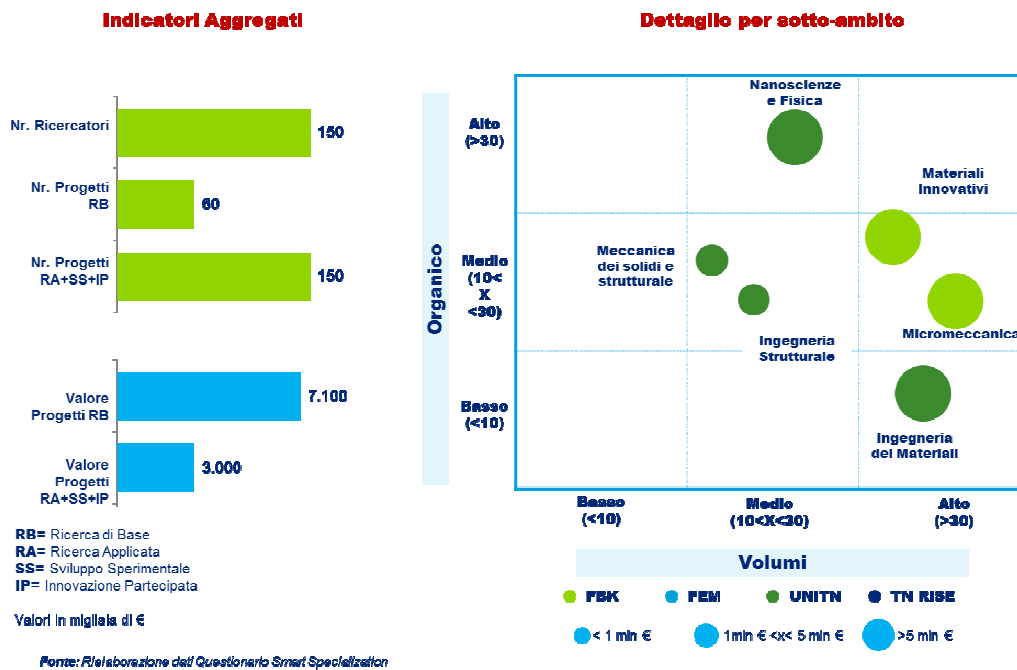 Indicatori Aggregati
Nr. Ricercatori
150
Nr. Progetti
RB
60
Nr. Progetti
RA+SS+IP
150
Valore
Progetti RB
7.100
Valore
Progetti
RA+SS+IP
3.000
RB= Ricerca di Base
RA= Ricerca Applicata
SS= Sviluppo Sperimentale
IP= Innovazione Partecipata
Valori in migliaia di €
Fonte: Rielaborazione dati Questionario Smart Specialization
Dettaglio per sotto-ambito
Organico
Alto
(>30)
Medio
(10<
X
<30)
Basso
(<10)
Nanoscienze
e Fisica
Materiali
Innovativi
Meccanica
dei solidi e
strutturale
Ingegneria
Strutturale
Micromeccanica
Ingegneria
dei Materiali
Basso
(<10)
Medio
(10<X<30)
Alto
(>30)
Volumi
FBK
FEM
UNITN
TN RISE
< 1 mln €
1mln € <x< 5 mln €
>5 mln €